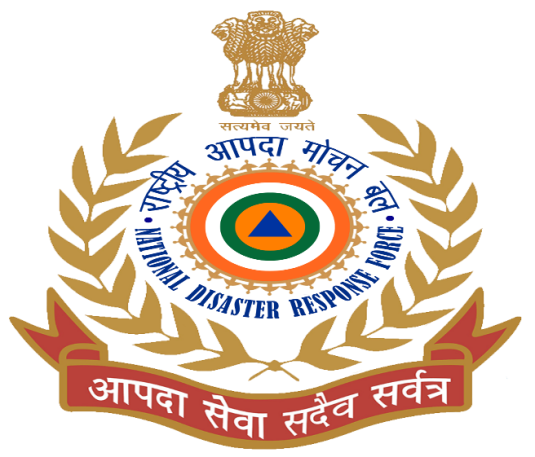 सत्यमेव जयते
राष्ट्रीय आपदा मोचन बल
NATIONAL DISASTER RESPONSE FORCE
आपदा सेवा सदैव सर्वत्र